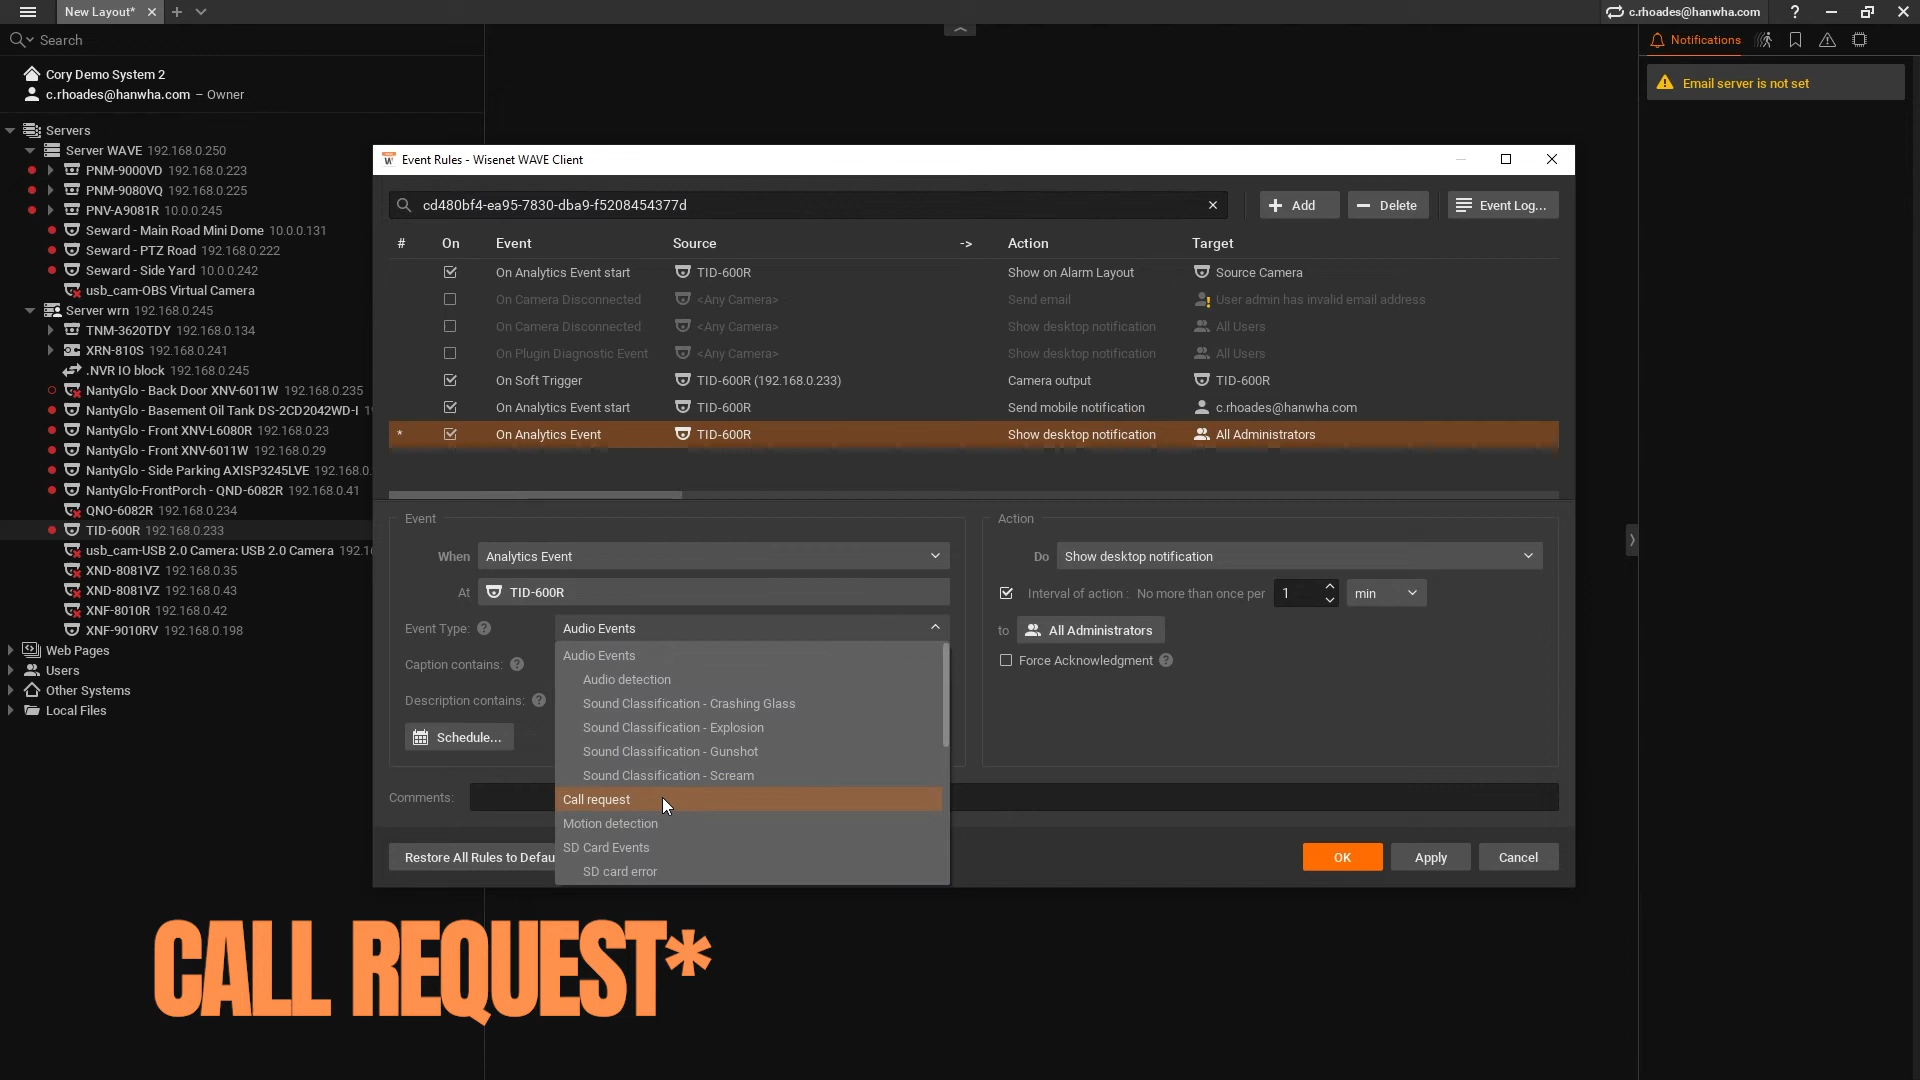 New Layout*
c.rhoades@hanwha.com
?
Search
Notifications
Cory Demo System 2
c.rhoades@hanwha.com – Owner
Email server is not set
Servers
Server WAVE 192.168.0.250
PNM-9000VD 192.168.0.223
PNM-9080VQ 192.168.0.225
PNV-A9081R 10.0.0.245
Seward - Main Road Mini Dome 10.0.0.131
Seward - PTZ Road 192.168.0.222
Seward - Side Yard 10.0.0.242
usb_cam-OBS Virtual Camera
Server wrn 192.168.0.245
TNM-3620TDY 192.168.0.134
XRN-810S 192.168.0.241
.NVR IO block 192.168.0.245
NantyGlo - Back Door XNV-6011W 192.168.0.235
NantyGlo - Basement Oil Tank DS-2CD2042WD-I 1
NantyGlo - Front XNV-L6080R 192.168.0.23
NantyGlo - Front XNV-6011W 192.168.0.29
NantyGlo - Side Parking AXISP3245LVE 192.168.0.
NantyGlo-FrontPorch - QND-6082R 192.168.0.41
QNO-6082R 192.168.0.234
TID-600R 192.168.0.233
usb_cam-USB 2.0 Camera: USB 2.0 Camera 192.1
XND-8081VZ 192.168.0.35
XND-8081VZ 192.168.0.43
XNF-8010R 192.168.0.42
XNF-9010RV 192.168.0.198
Web Pages
Users
Other Systems
Local Files
Event Rules - Wisenet WAVE Client
cd480bf4-ea95-7830-dba9-f5208454377d
Add
Delete
Event Log...
# On Event Source -> Action Target
On Analytics Event start TID-600R Show on Alarm Layout Source Camera
On Camera Disconnected <Any Camera> Send email User admin has invalid email address
On Camera Disconnected <Any Camera> Show desktop notification All Users
On Plugin Diagnostic Event <Any Camera> Show desktop notification All Users
On Soft Trigger TID-600R (192.168.0.233) Camera output TID-600R
On Analytics Event start TID-600R Send mobile notification c.rhoades@hanwha.com
* On Analytics Event TID-600R Show desktop notification All Administrators
Event
When Analytics Event
At TID-600R
Event Type: ? Audio Events
Caption contains: ?
Description contains: ?
Schedule...
Audio Events
Audio detection
Sound Classification - Crashing Glass
Sound Classification - Explosion
Sound Classification - Gunshot
Sound Classification - Scream
Call request
Motion detection
SD Card Events
SD card error
Action
Do Show desktop notification
Interval of action : No more than once per 1 min
to All Administrators
Force Acknowledgment ?
Comments:
Restore All Rules to Defau
OK
Apply
Cancel
CALL REQUEST*